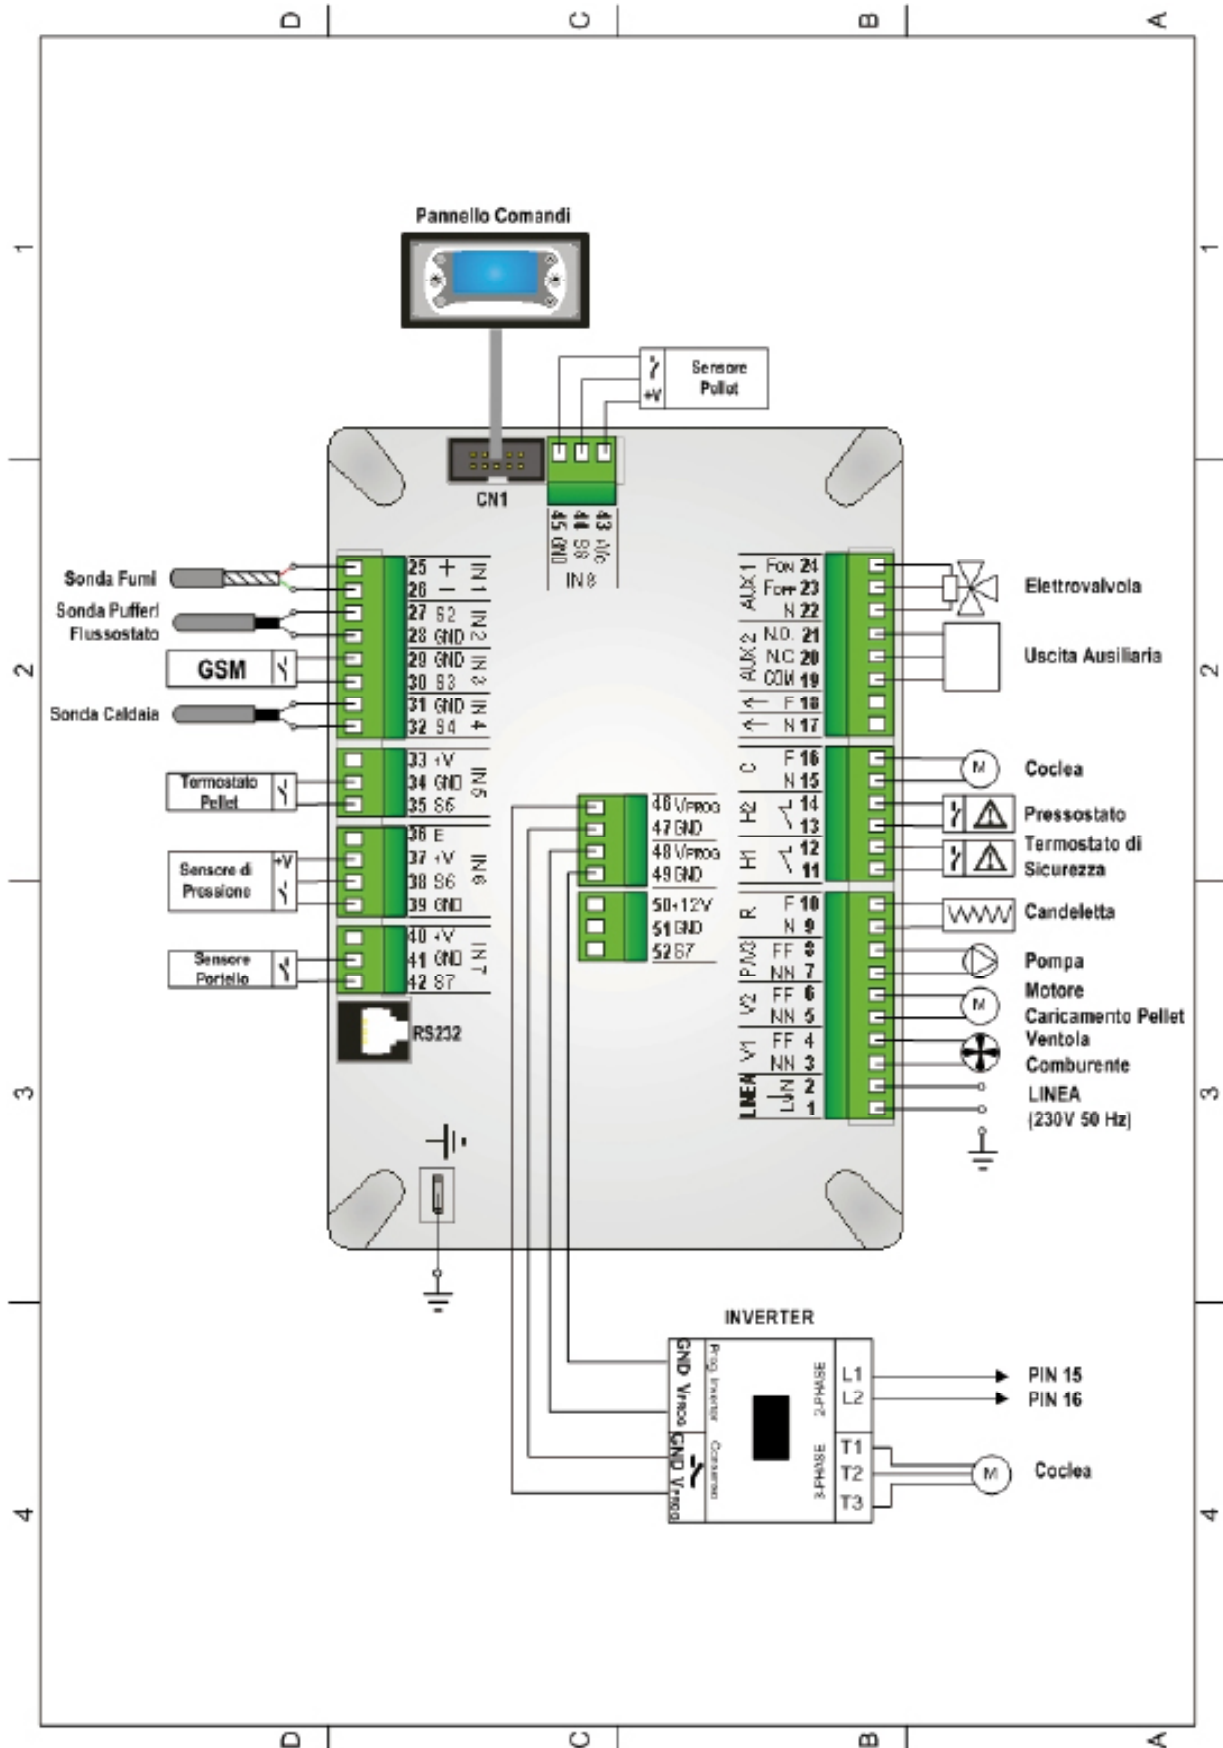 D C B A
Pannello Comandi
1 1
Sensore
Pellet
+V
CN1
45 GND
44 S8
43 +Vc
IN 8
Sonda Fumi
25 +
26 -
IN 1
Sonda Pufferl
Flussostato
27 S2
28 GND
IN 2
GSM
29 GND
30 S3
IN 3
Sonda Caldaia
31 GND
32 S4
IN 4
Termostato
Pellet
33 +V
34 GND
35 S5
IN 5
Sensore di
Pressione
+V
36 E
37 +V
38 S6
39 GND
IN 6
Sensore
Portello
40 +V
41 GND
42 S7
IN 7
RS232
46 VPROG
47 GND
48 VPROG
49 GND
50 +12V
51 GND
52 S7
AUX 1
FON 24
FOFF 23
N 22
Elettrovalvola
AUX 2
N.O. 21
N.C 20
COM 19
Uscita Ausiliaria
2 2
F 18
N 17
C
F 16
N 15
M
Coclea
H2
14
13
Pressostato
H1
12
11
Termostato di
Sicurezza
R
F 10
N 9
Candeletta
P/V3
FF 8
NN 7
Pompa
V2
FF 6
NN 5
M
Motore
Caricamento Pellet
V1
FF 4
NN 3
Ventola
Comburente
LINEA
2
1
LINEA
(230V 50 Hz)
3 3
INVERTER
GND VPROG
Prog. Inverter
GND VPROG
Consenso
2-PHASE
L1
L2
PIN 15
PIN 16
3-PHASE
T1
T2
T3
M
Coclea
4 4
D C B A